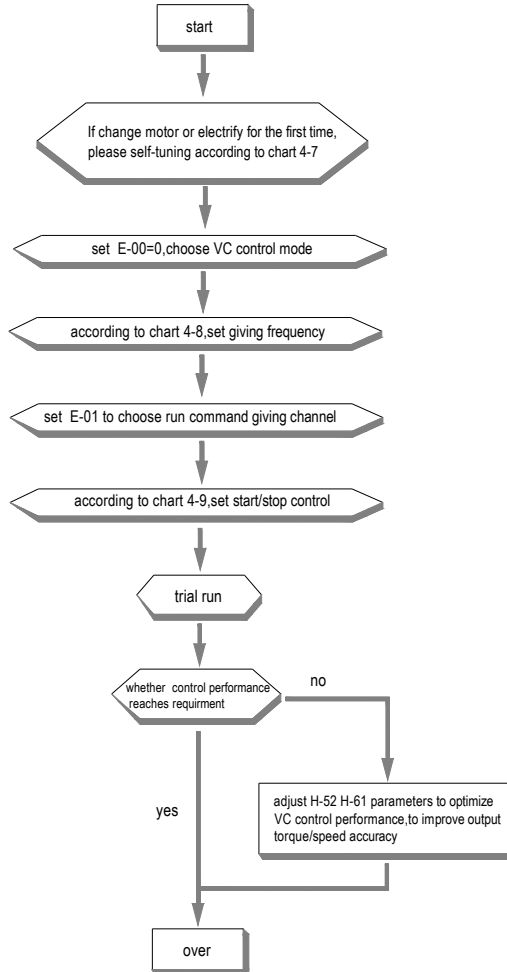 start
If change motor or electrify for the first time,
please self-tuning according to chart 4-7
set E-00=0,choose VC control mode
according to chart 4-8,set giving frequency
set E-01 to choose run command giving channel
according to chart 4-9,set start/stop control
trial run
whether control performance
reaches requirment
no
yes
adjust H-52 H-61 parameters to optimize
VC control performance,to improve output
torque/speed accuracy
over